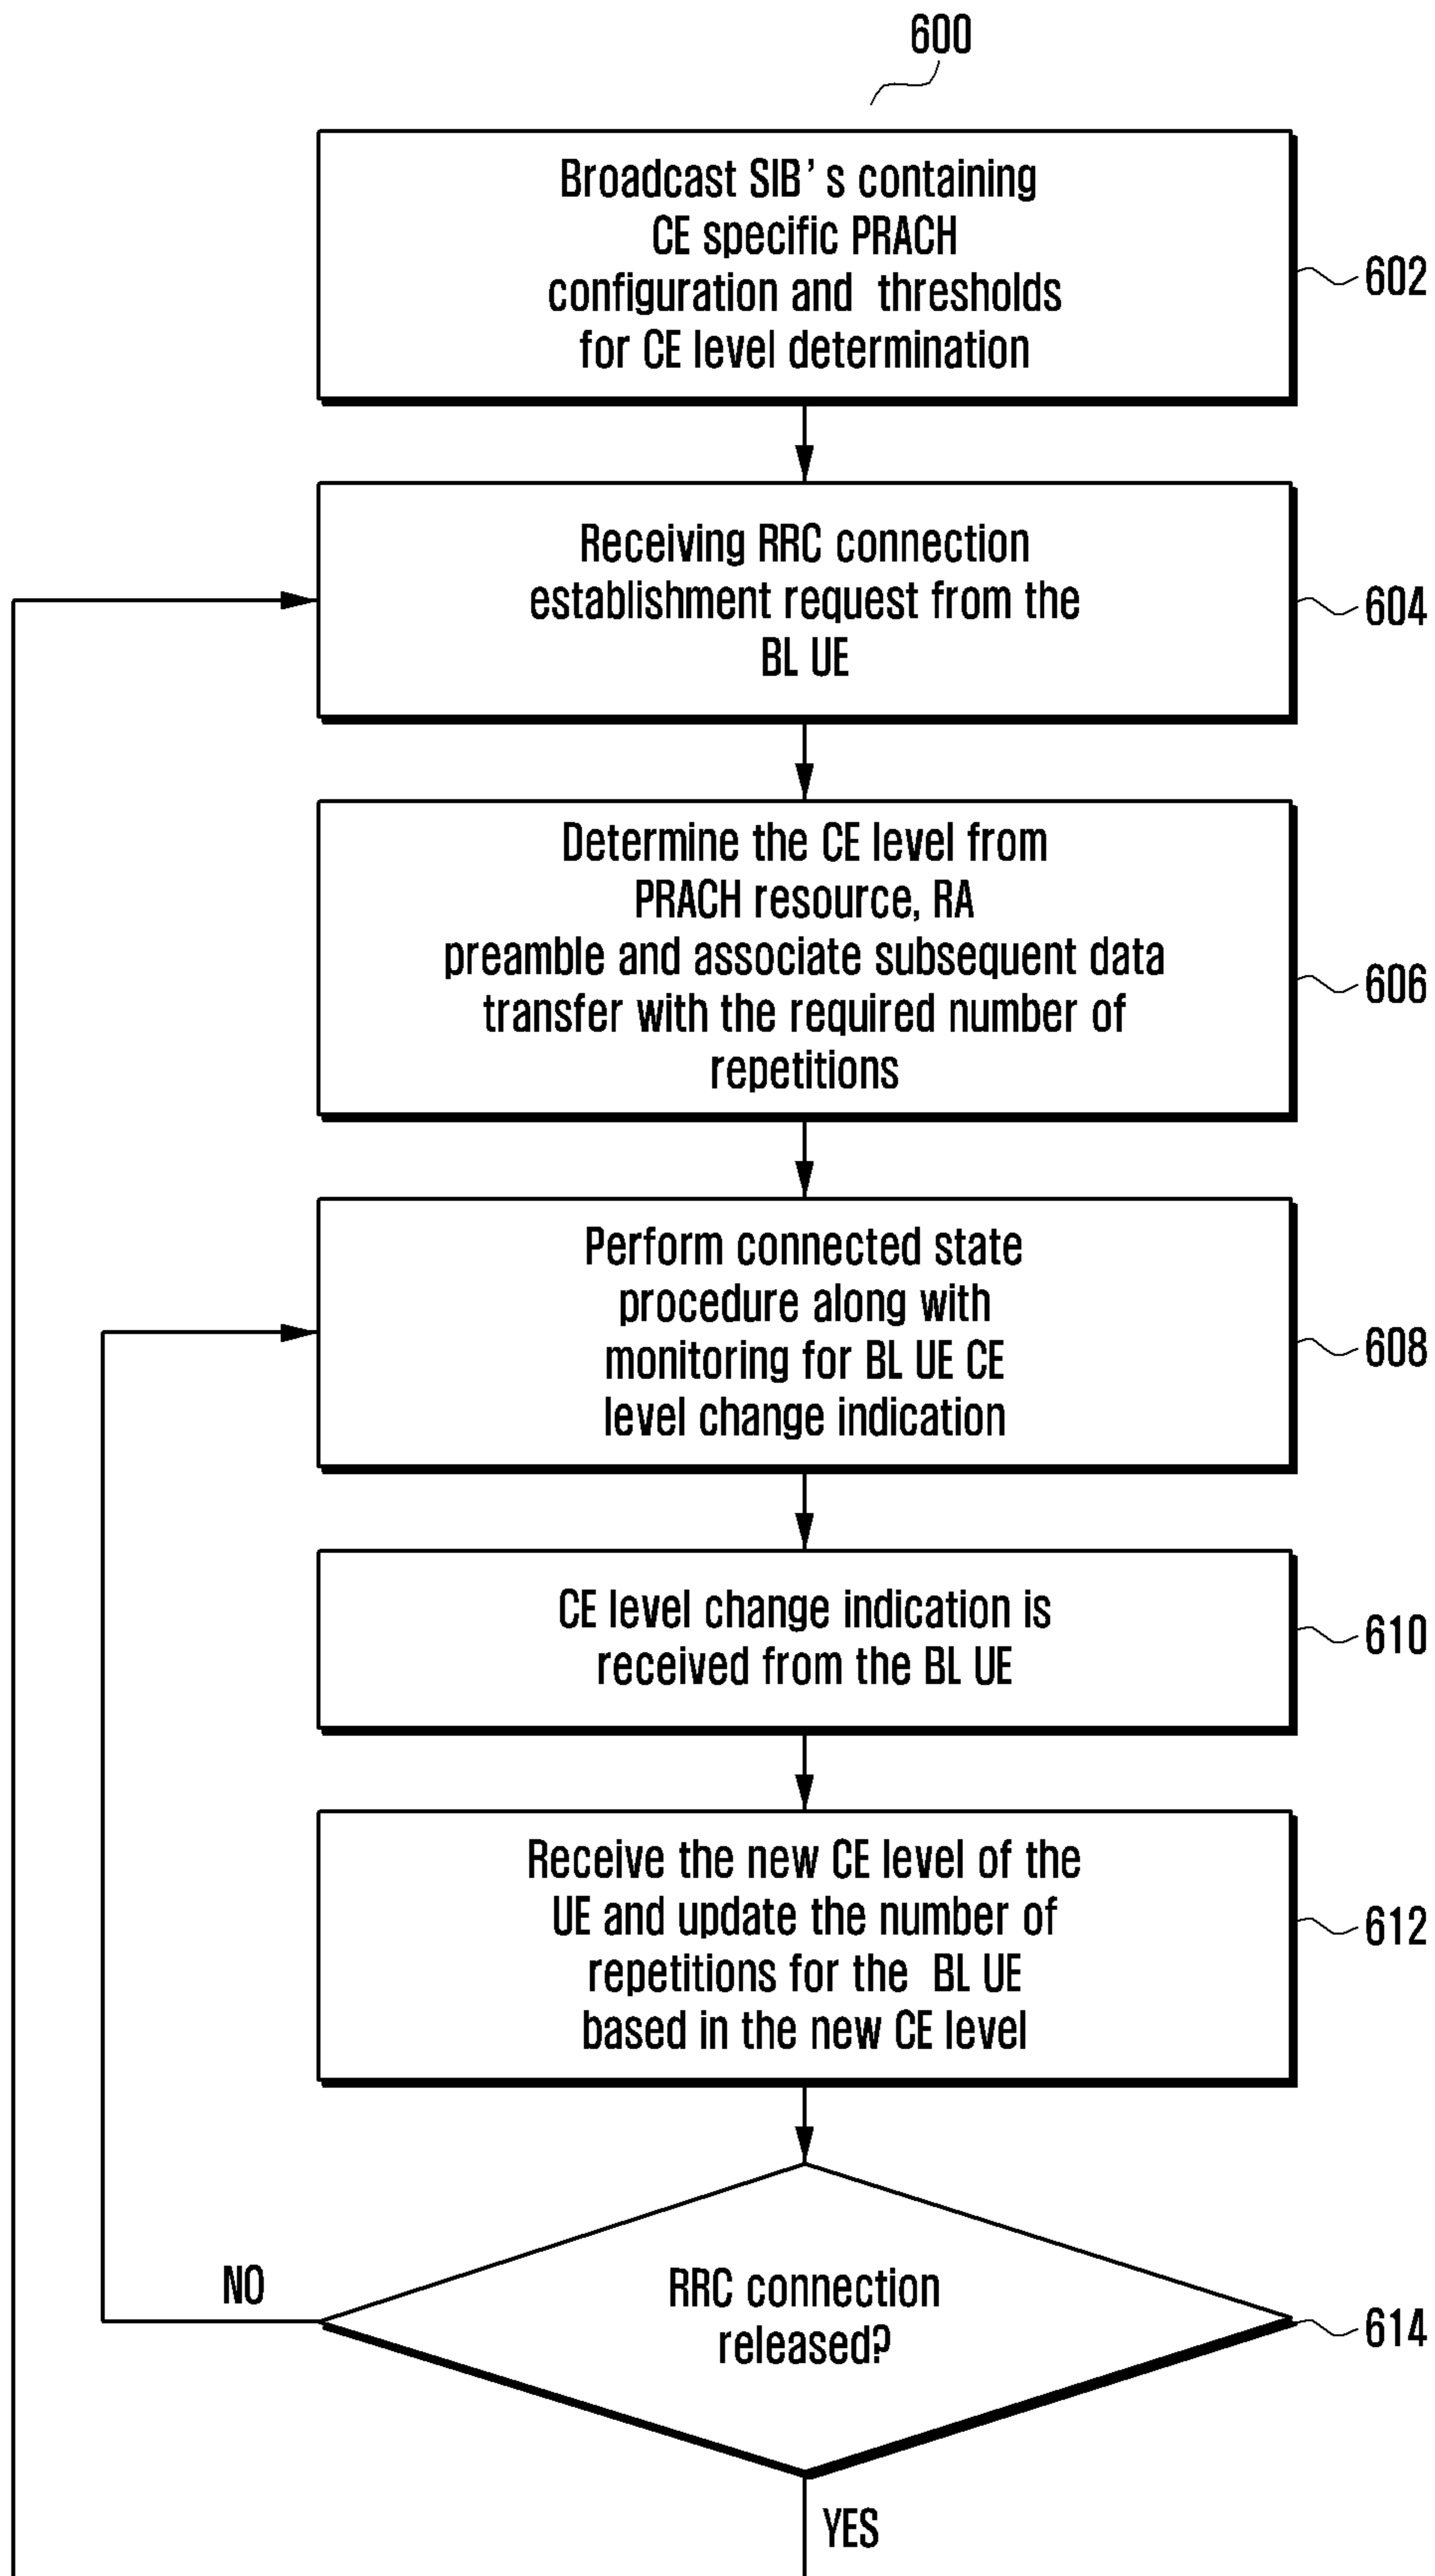 600
Broadcast SIB’ s containing
CE specific PRACH
configuration and thresholds
for CE level determination
602
Receiving RRC connection
establishment request from the
BL UE
604
Determine the CE level from
PRACH resource, RA
preamble and associate subsequent data
transfer with the required number of
repetitions
606
Perform connected state
procedure along with
monitoring for BL UE CE
level change indication
608
CE level change indication is
received from the BL UE
610
Receive the new CE level of the
UE and update the number of
repetitions for the BL UE
based in the new CE level
612
NO
RRC connection
released?
614
YES